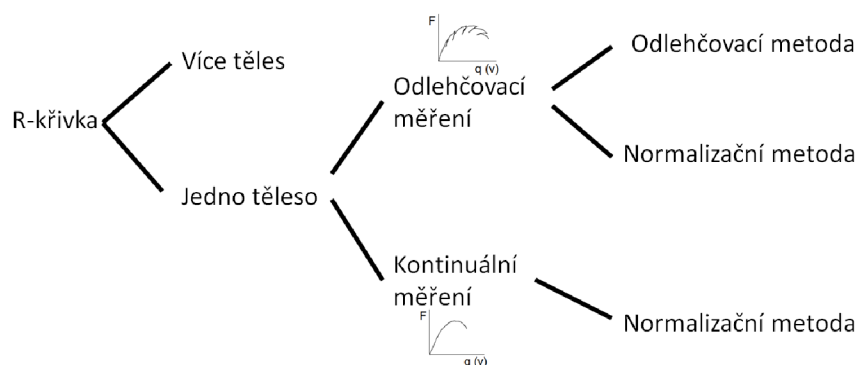 R-křivka
Více těles
Jedno těleso
F
q (v)
Odlehčovací
měření
Kontinuální
měření
F
q (v)
Odlehčovací metoda
Normalizační metoda
Normalizační metoda